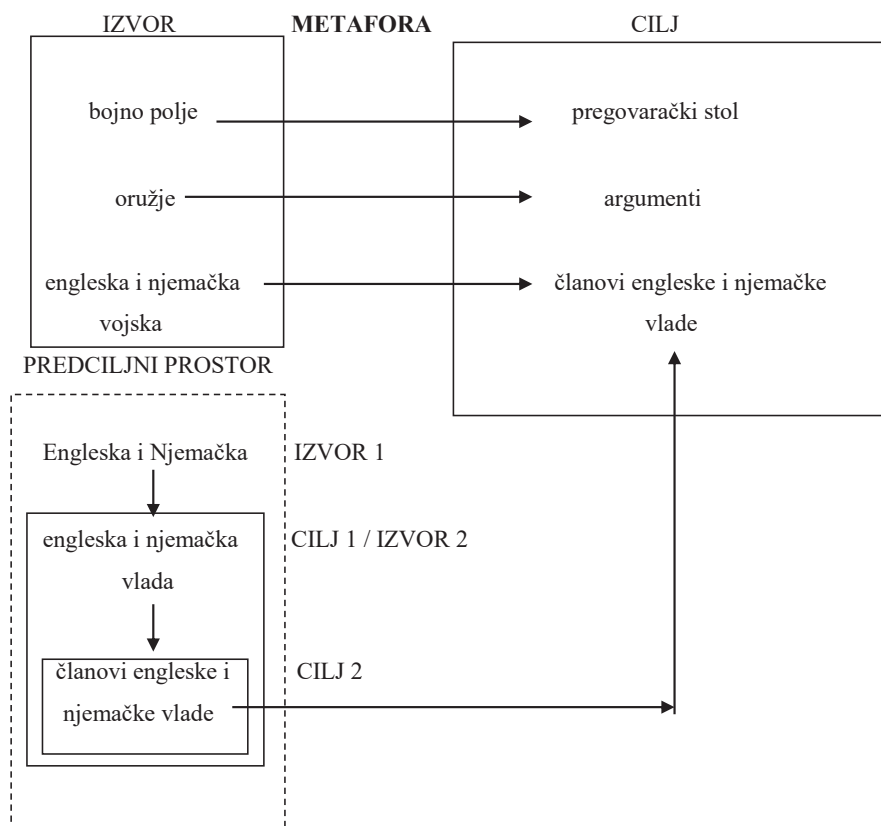 IZVOR METAFORA CILJ
bojno polje pregovarački stol
oružje argumenti
engleska i njemačka članovi engleske i njemačke
vojska vlade
PREDCILJNI PROSTOR
Engleska i Njemačka IZVOR 1
engleska i njemačka CILJ 1 / IZVOR 2
vlada
članovi engleske i CILJ 2
njemačke vlade